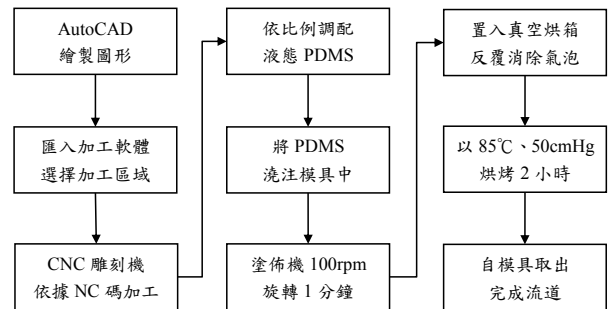 AutoCAD
繪製圖形
匯入加工軟體
選擇加工區域
CNC 雕刻機
依據 NC 碼加工
依比例調配
液態 PDMS
將 PDMS
澆注模具中
塗佈機 100rpm
旋轉 1 分鐘
置入真空烘箱
反覆消除氣泡
以 85℃、50cmHg
烘烤 2 小時
自模具取出
完成流道